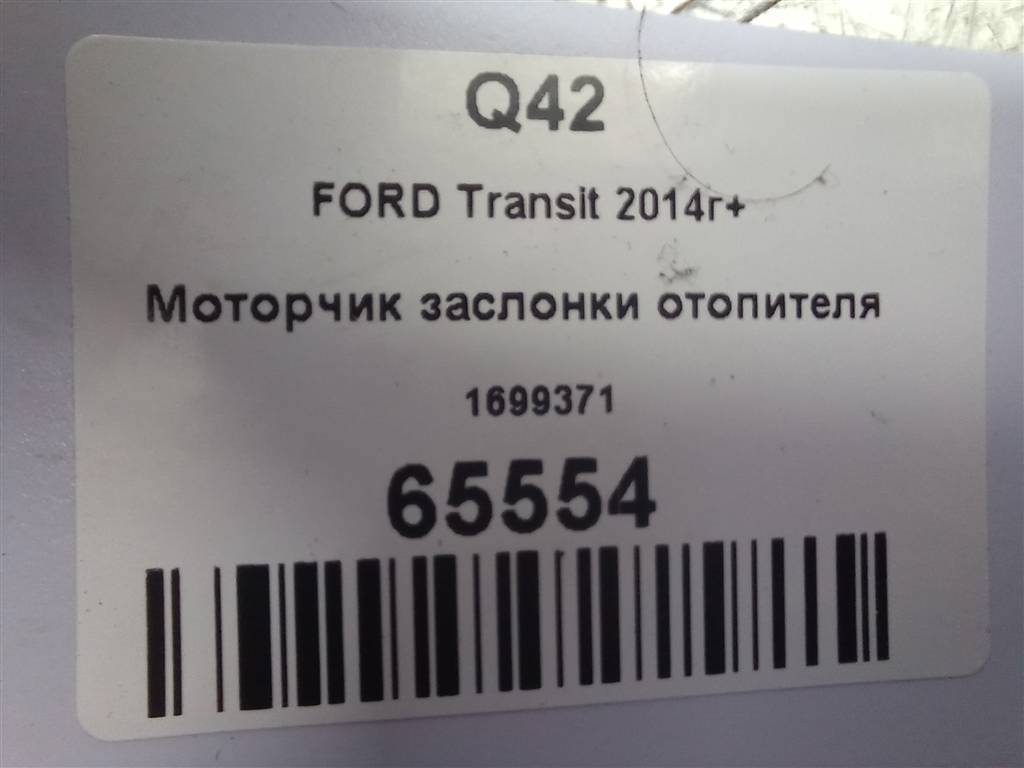 Q42
FORD Transit 2014г+
Моторчик заслонки отопителя
1699371
65554